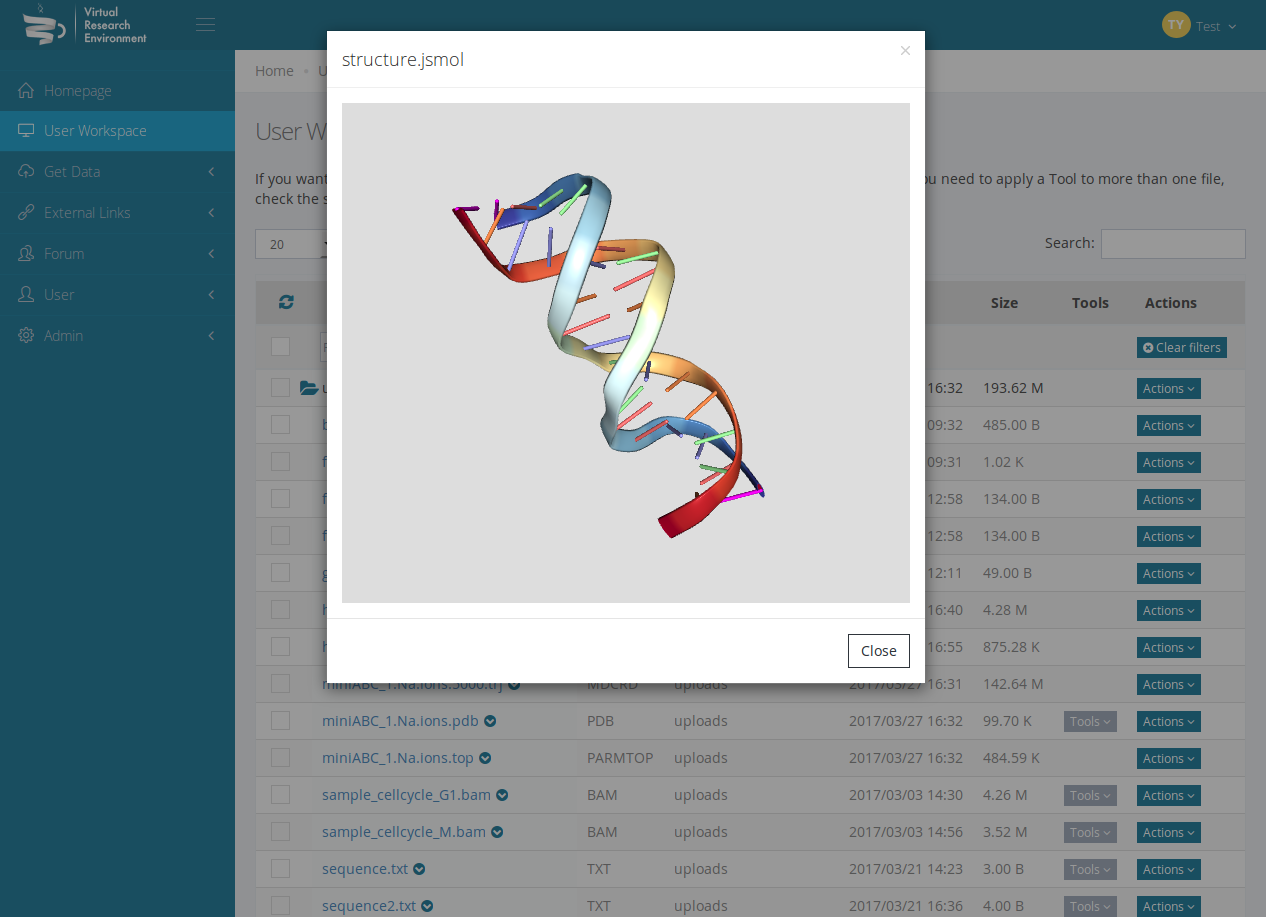 Virtual
Research
Environment
TY Test
Homepage
User Workspace
Get Data
External Links
Forum
User
Admin
structure.jsmol
×
Close
Home
User W
If you want
ou need to apply a Tool to more than one file,
check the s
20
Search:
Size Tools Actions
Clear filters
16:32 193.62 M Actions
09:32 485.00 B Actions
09:31 1.02 K Actions
12:58 134.00 B Actions
12:58 134.00 B Actions
12:11 49.00 B Actions
16:40 4.28 M Actions
16:55 875.28 K Actions
miniABC_1.Na.ions.5000.trj MDCRD uploads 2017/03/27 16:31 142.64 M Actions
miniABC_1.Na.ions.pdb PDB uploads 2017/03/27 16:32 99.70 K Tools Actions
miniABC_1.Na.ions.top PARMTOP uploads 2017/03/27 16:32 484.59 K Actions
sample_cellcycle_G1.bam BAM uploads 2017/03/03 14:30 4.26 M Tools Actions
sample_cellcycle_M.bam BAM uploads 2017/03/03 14:56 3.52 M Tools Actions
sequence.txt TXT uploads 2017/03/21 14:23 3.00 B Tools Actions
sequence2.txt TXT uploads 2017/03/21 16:36 4.00 B Tools Actions